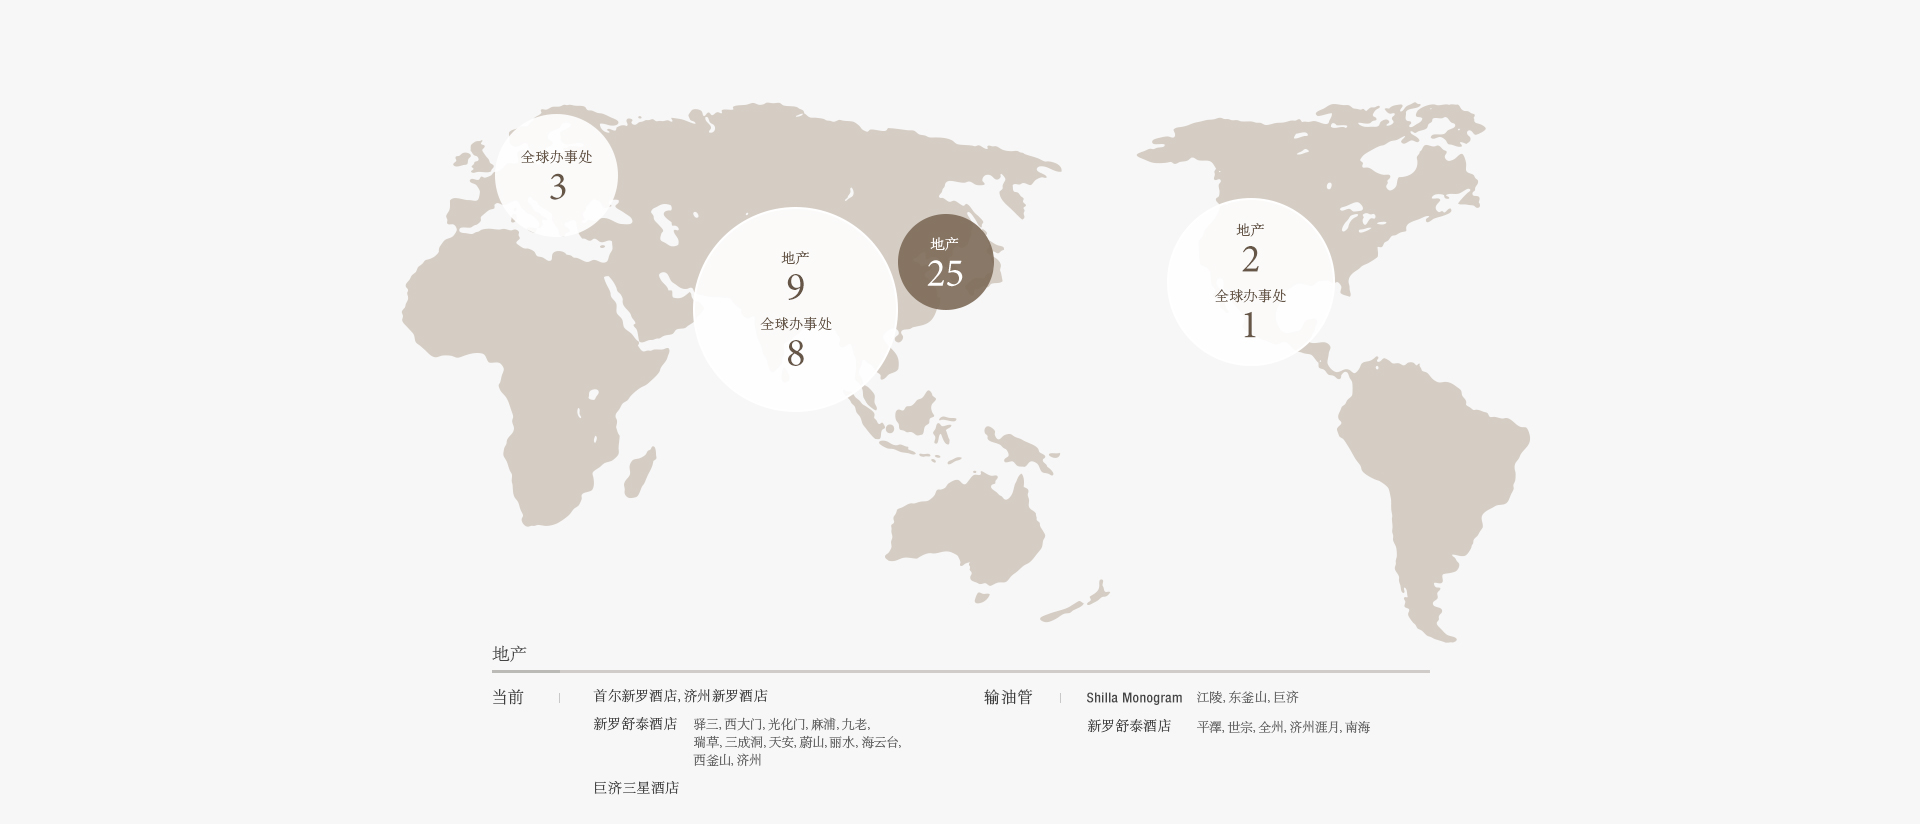 全球办事处
3
地产
9
全球办事处
8
地产
25
地产
2
全球办事处
1
地产
当前
首尔新罗酒店, 济州新罗酒店
新罗舒泰酒店 驿三, 西大门, 光化门, 麻浦, 九老,
瑞草, 三成洞, 天安, 蔚山, 丽水, 海云台,
西釜山, 济州
巨济三星酒店
输油管
Shilla Monogram 江陵, 东釜山, 巨济
新罗舒泰酒店 平澤, 世宗, 全州, 济州涯月, 南海